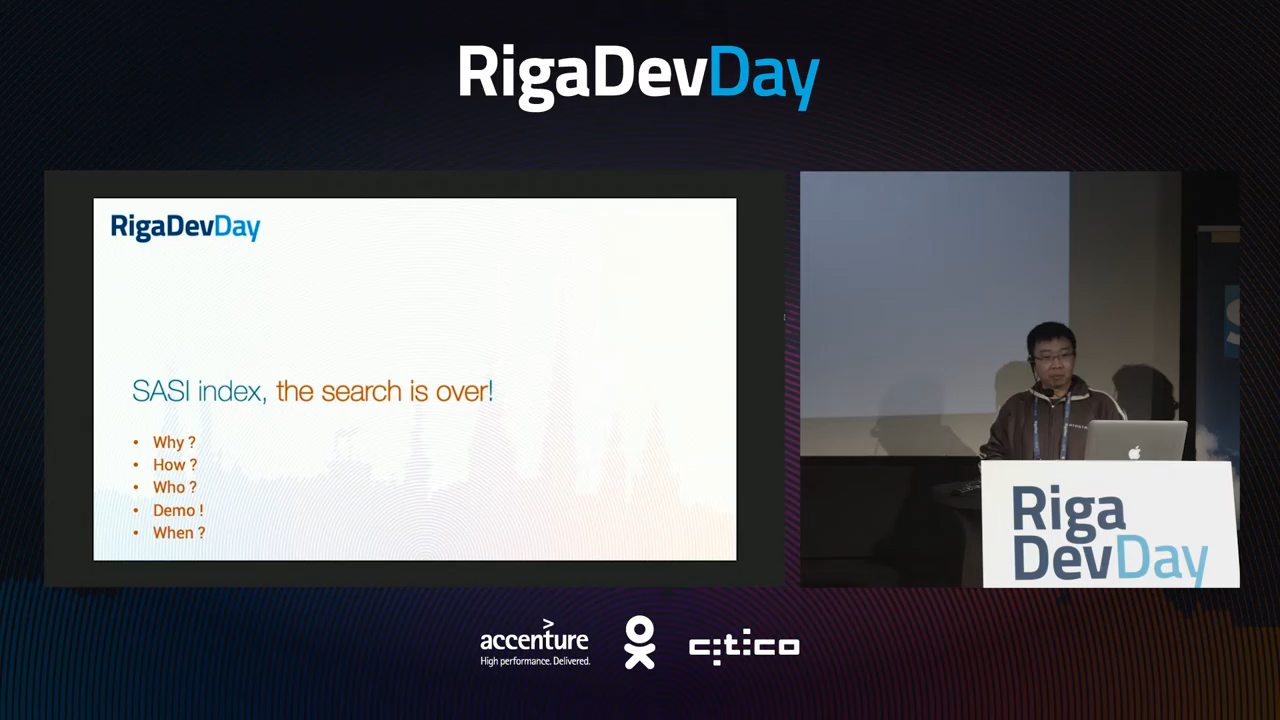 RigaDevDay
RigaDevDay
SASI index, the search is over!
• Why ?
• How ?
• Who ?
• Demo !
• When ?
Riga
DevDay
accenture
High performance. Delivered.
citico